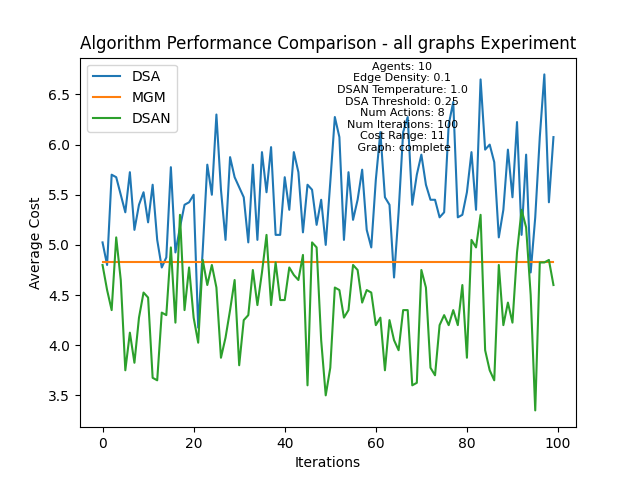 Algorithm Performance Comparison - all graphs Experiment
DSA
MGM
DSAN
Agents: 10
Edge Density: 0.1
DSAN Temperature: 1.0
DSA Threshold: 0.25
Num Actions: 8
Num Iterations: 100
Cost Range: 11
Graph: complete
Average Cost
6.5
6.0
5.5
5.0
4.5
4.0
3.5
0 20 40 60 80 100
Iterations